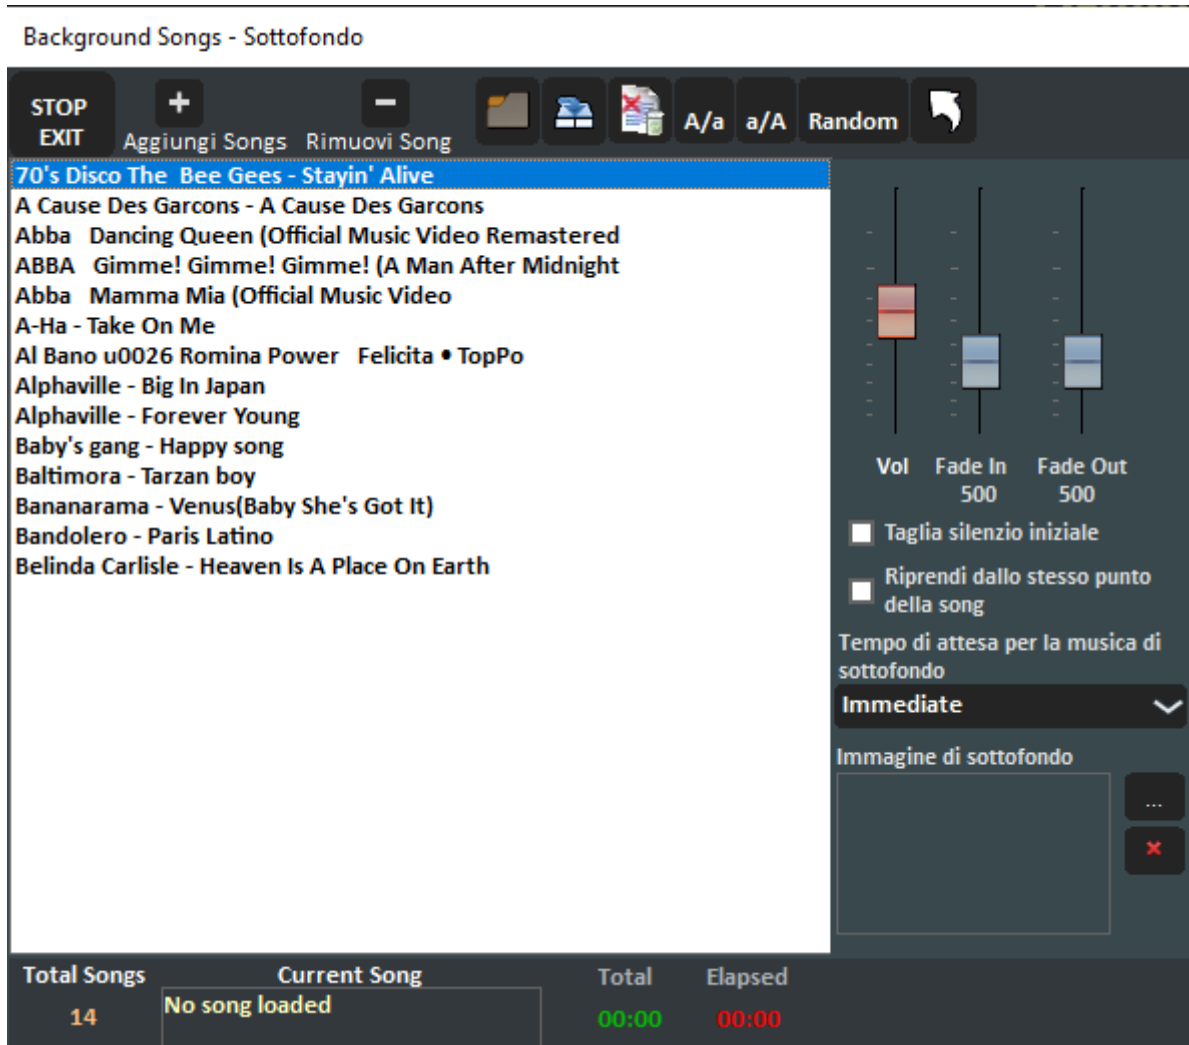 Background Songs - Sottofondo
STOP
EXIT
+
Aggiungi Songs
−
Rimuovi Song
A/a
a/A
Random
70's Disco The  Bee Gees - Stayin' Alive
A Cause Des Garcons - A Cause Des Garcons
Abba   Dancing Queen (Official Music Video Remastered
ABBA   Gimme! Gimme! Gimme! (A Man After Midnight
Abba   Mamma Mia (Official Music Video
A-Ha - Take On Me
Al Bano u0026 Romina Power   Felicita • TopPo
Alphaville - Big In Japan
Alphaville - Forever Young
Baby's gang - Happy song
Baltimora - Tarzan boy
Bananarama - Venus(Baby She's Got It)
Bandolero - Paris Latino
Belinda Carlisle - Heaven Is A Place On Earth
Vol
Fade In
500
Fade Out
500
Taglia silenzio iniziale
Riprendi dallo stesso punto
della song
Tempo di attesa per la musica di
sottofondo
Immediate
Immagine di sottofondo
...
Total Songs
14
Current Song
No song loaded
Total
00:00
Elapsed
00:00